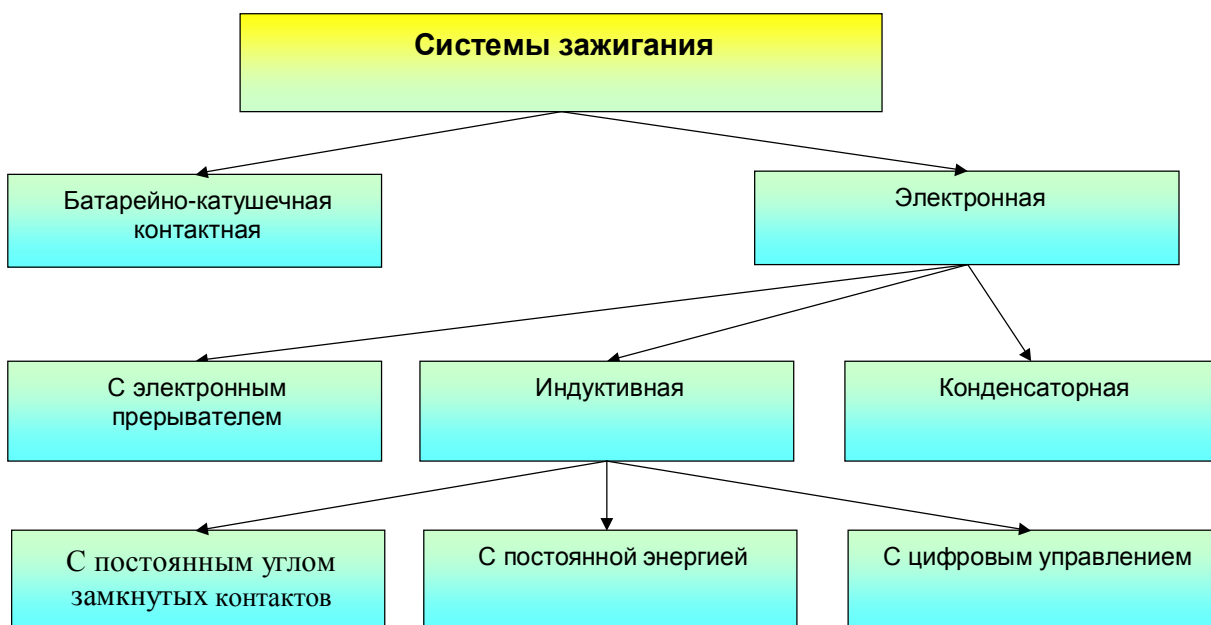 Системы зажигания
Батарейно-катушечная
контактная
Электронная
С электронным
прерывателем
Индуктивная
Конденсаторная
С постоянным углом
замкнутых контактов
С постоянной энергией
С цифровым управлением